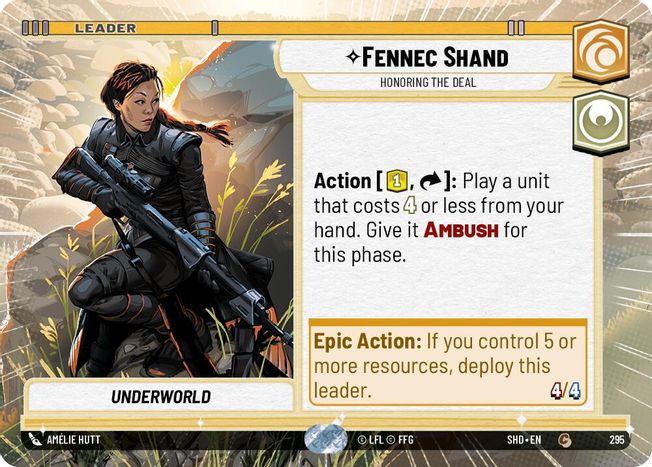 LEADER
Fennec Shand
HONORING THE DEAL
Action [1, ]: Play a unit
that costs 4 or less from your
hand. Give it AMBUSH for
this phase.
Epic Action: If you control 5 or
more resources, deploy this
leader.
4/4
UNDERWORLD
AMÉLIE HUTT
© LFL © FFG
SHD • EN
C
295